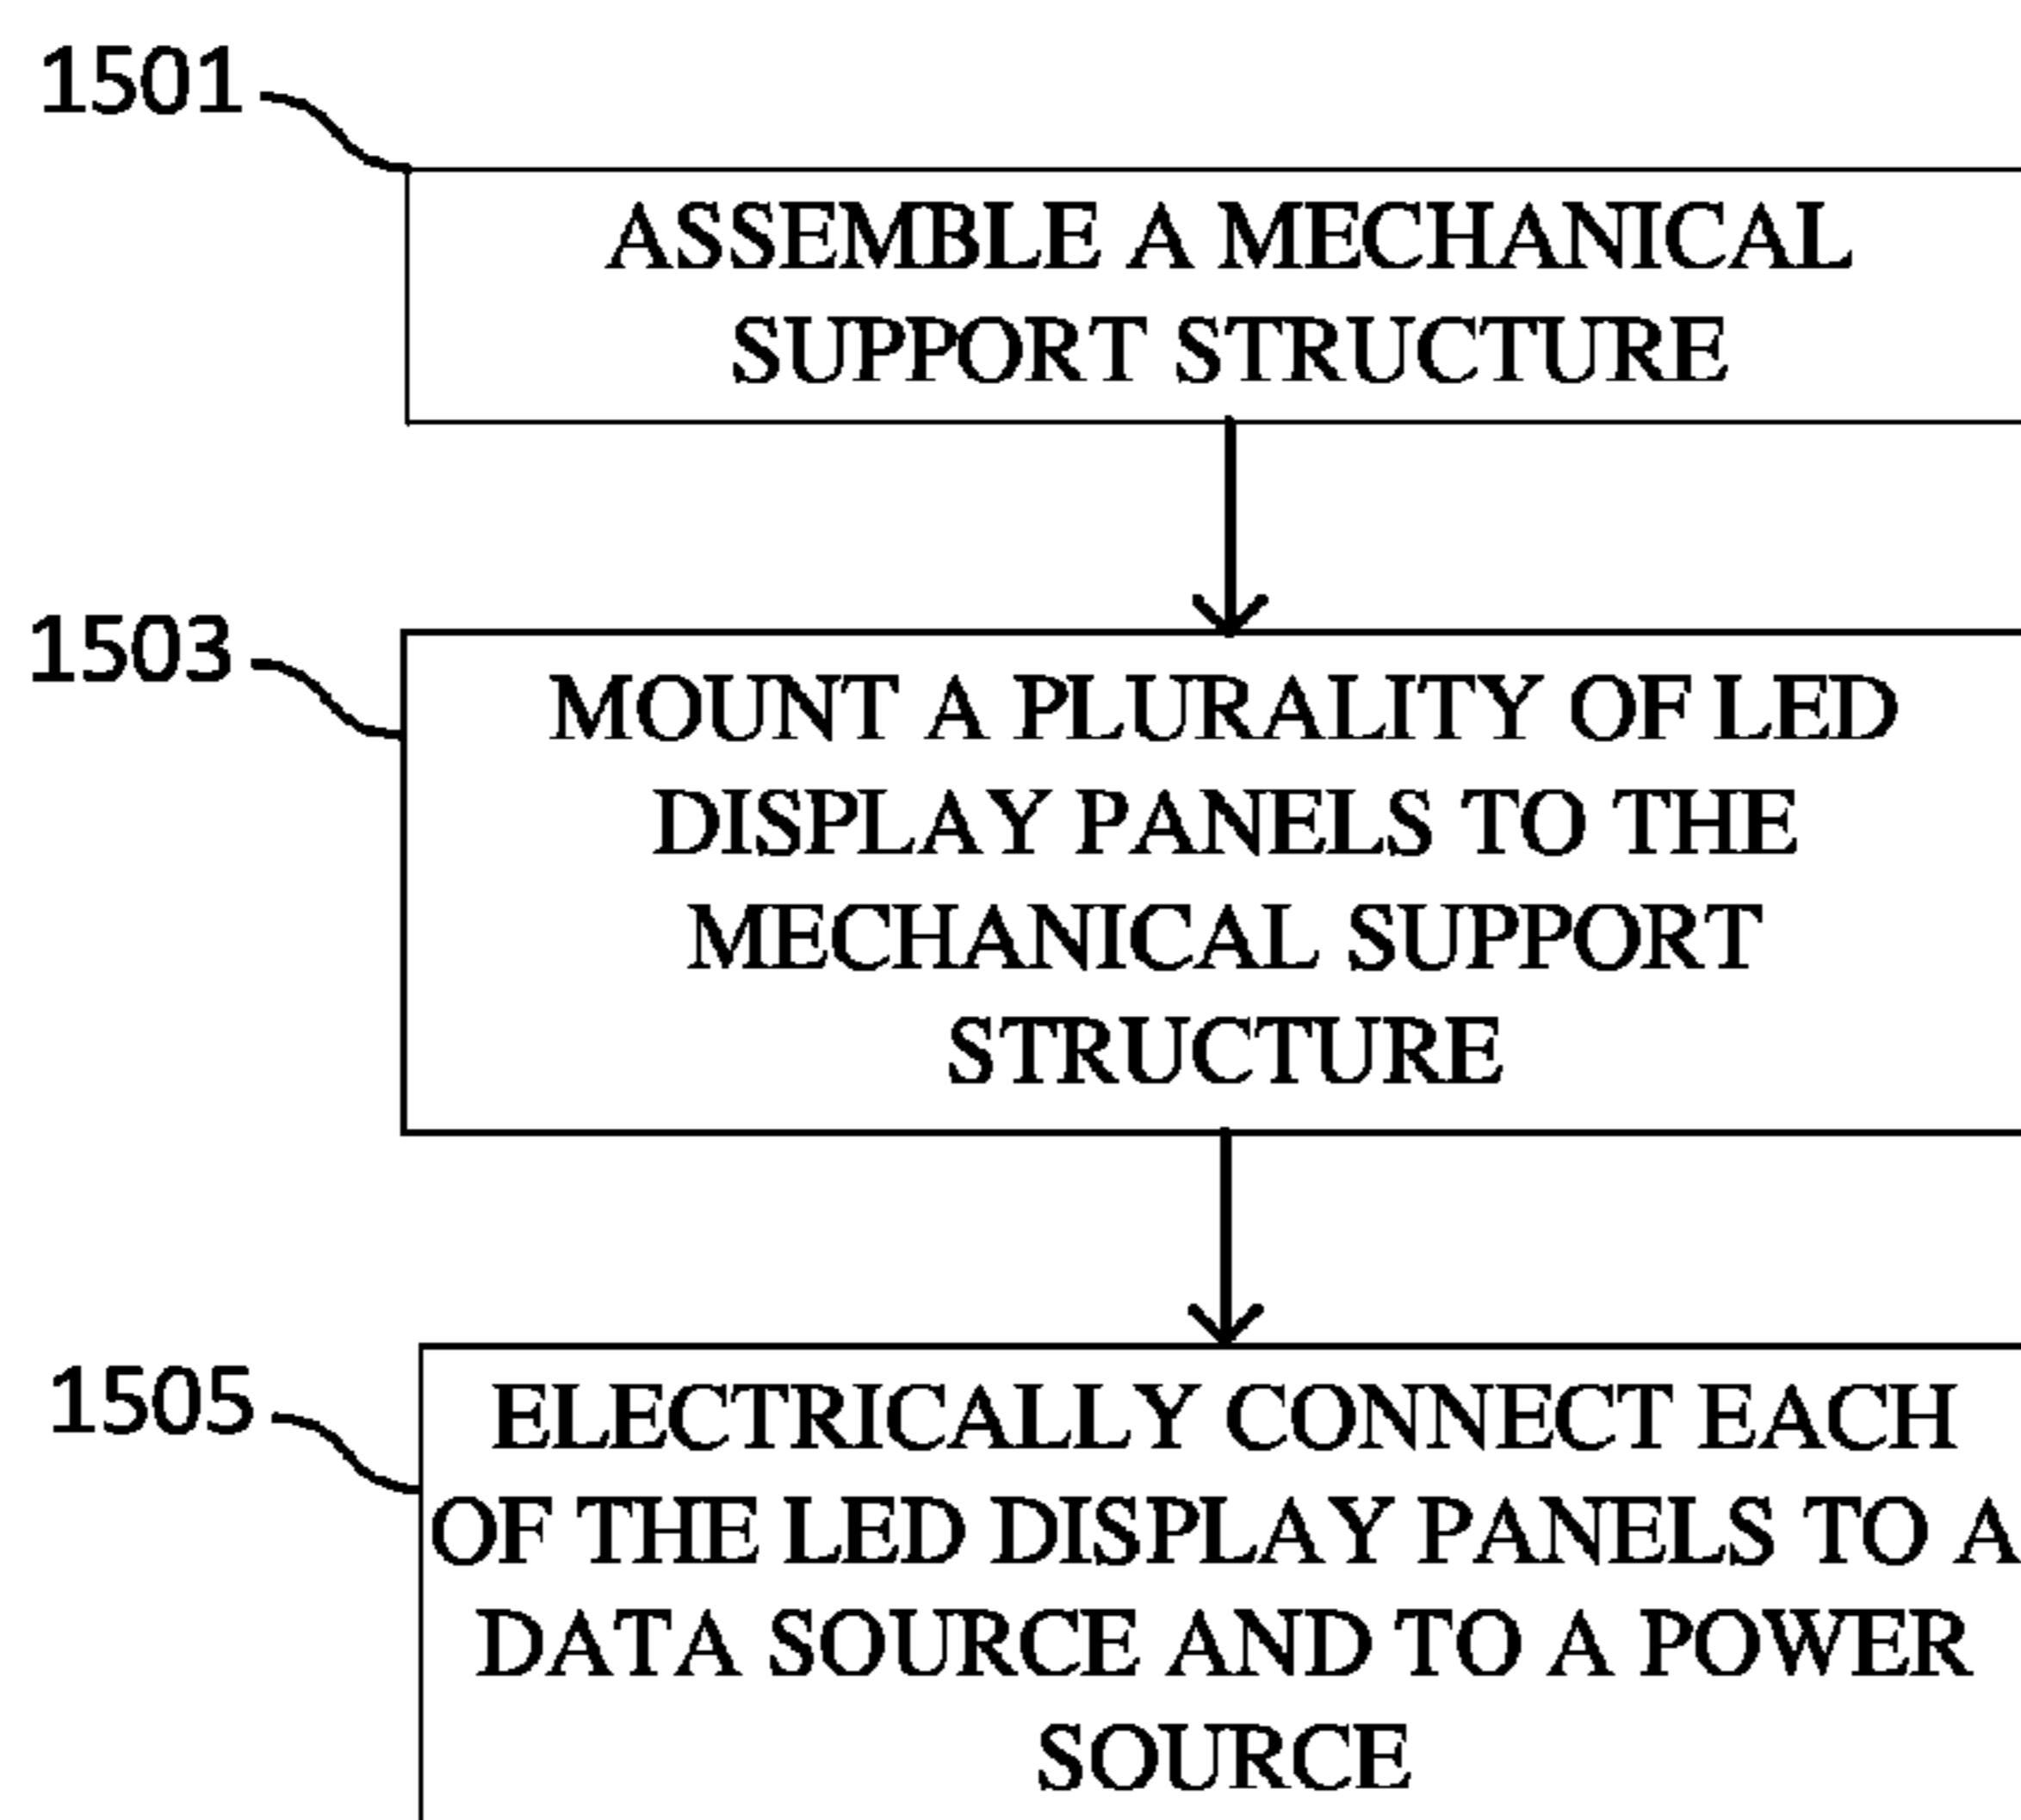 1501
ASSEMBLE A MECHANICAL
SUPPORT STRUCTURE
1503
MOUNT A PLURALITY OF LED
DISPLAY PANELS TO THE
MECHANICAL SUPPORT
STRUCTURE
1505
ELECTRICALLY CONNECT EACH
OF THE LED DISPLAY PANELS TO A
DATA SOURCE AND TO A POWER
SOURCE